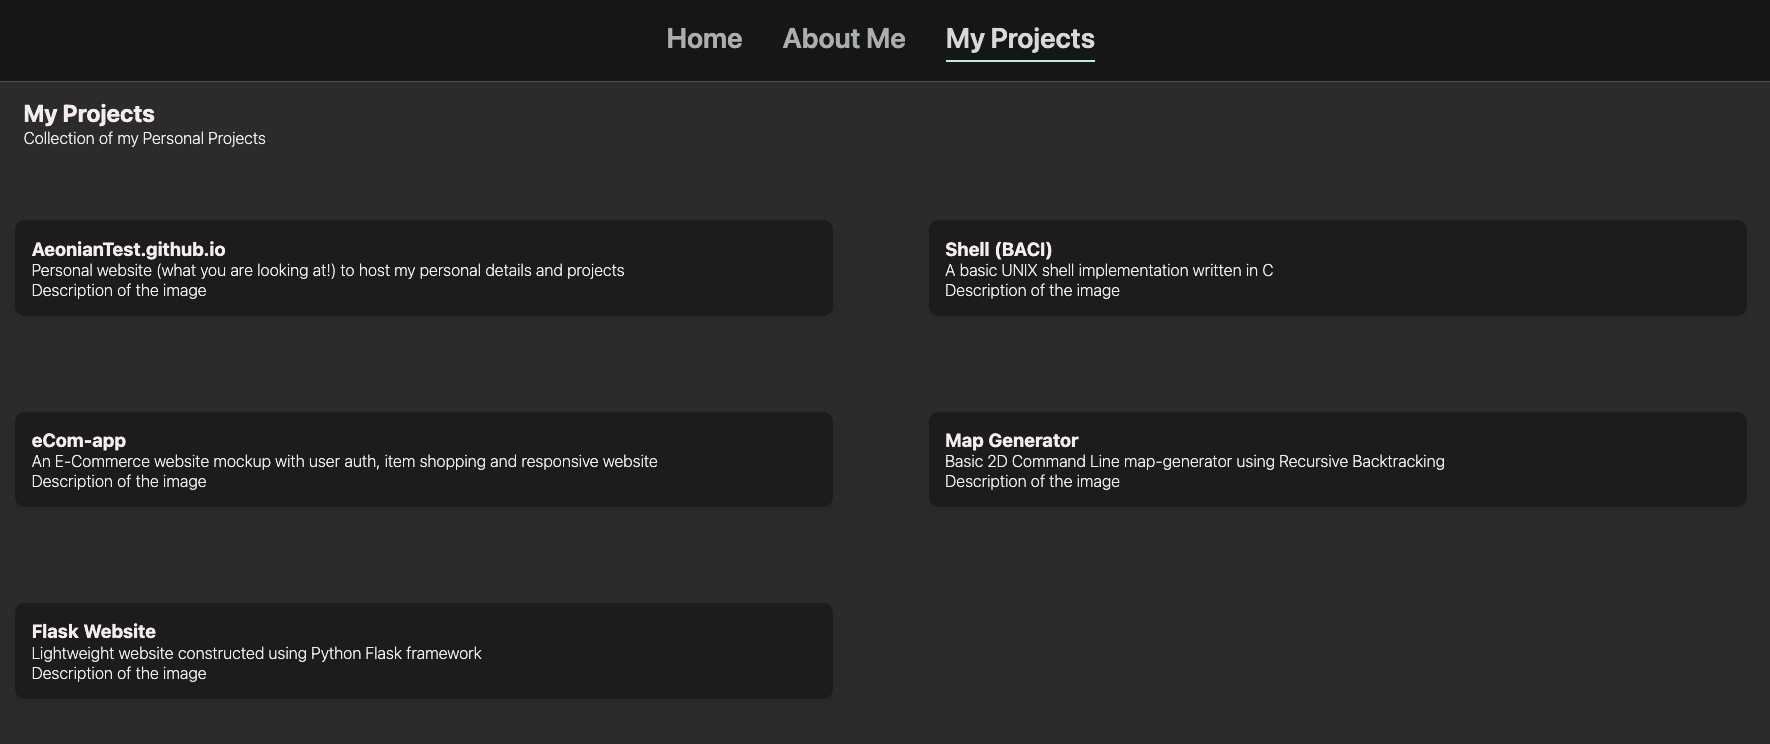 Home
About Me
My Projects
My Projects
Collection of my Personal Projects
AeonianTest.github.io
Personal website (what you are looking at!) to host my personal details and projects
Description of the image
Shell (BACI)
A basic UNIX shell implementation written in C
Description of the image
eCom-app
An E-Commerce website mockup with user auth, item shopping and responsive website
Description of the image
Map Generator
Basic 2D Command Line map-generator using Recursive Backtracking
Description of the image
Flask Website
Lightweight website constructed using Python Flask framework
Description of the image